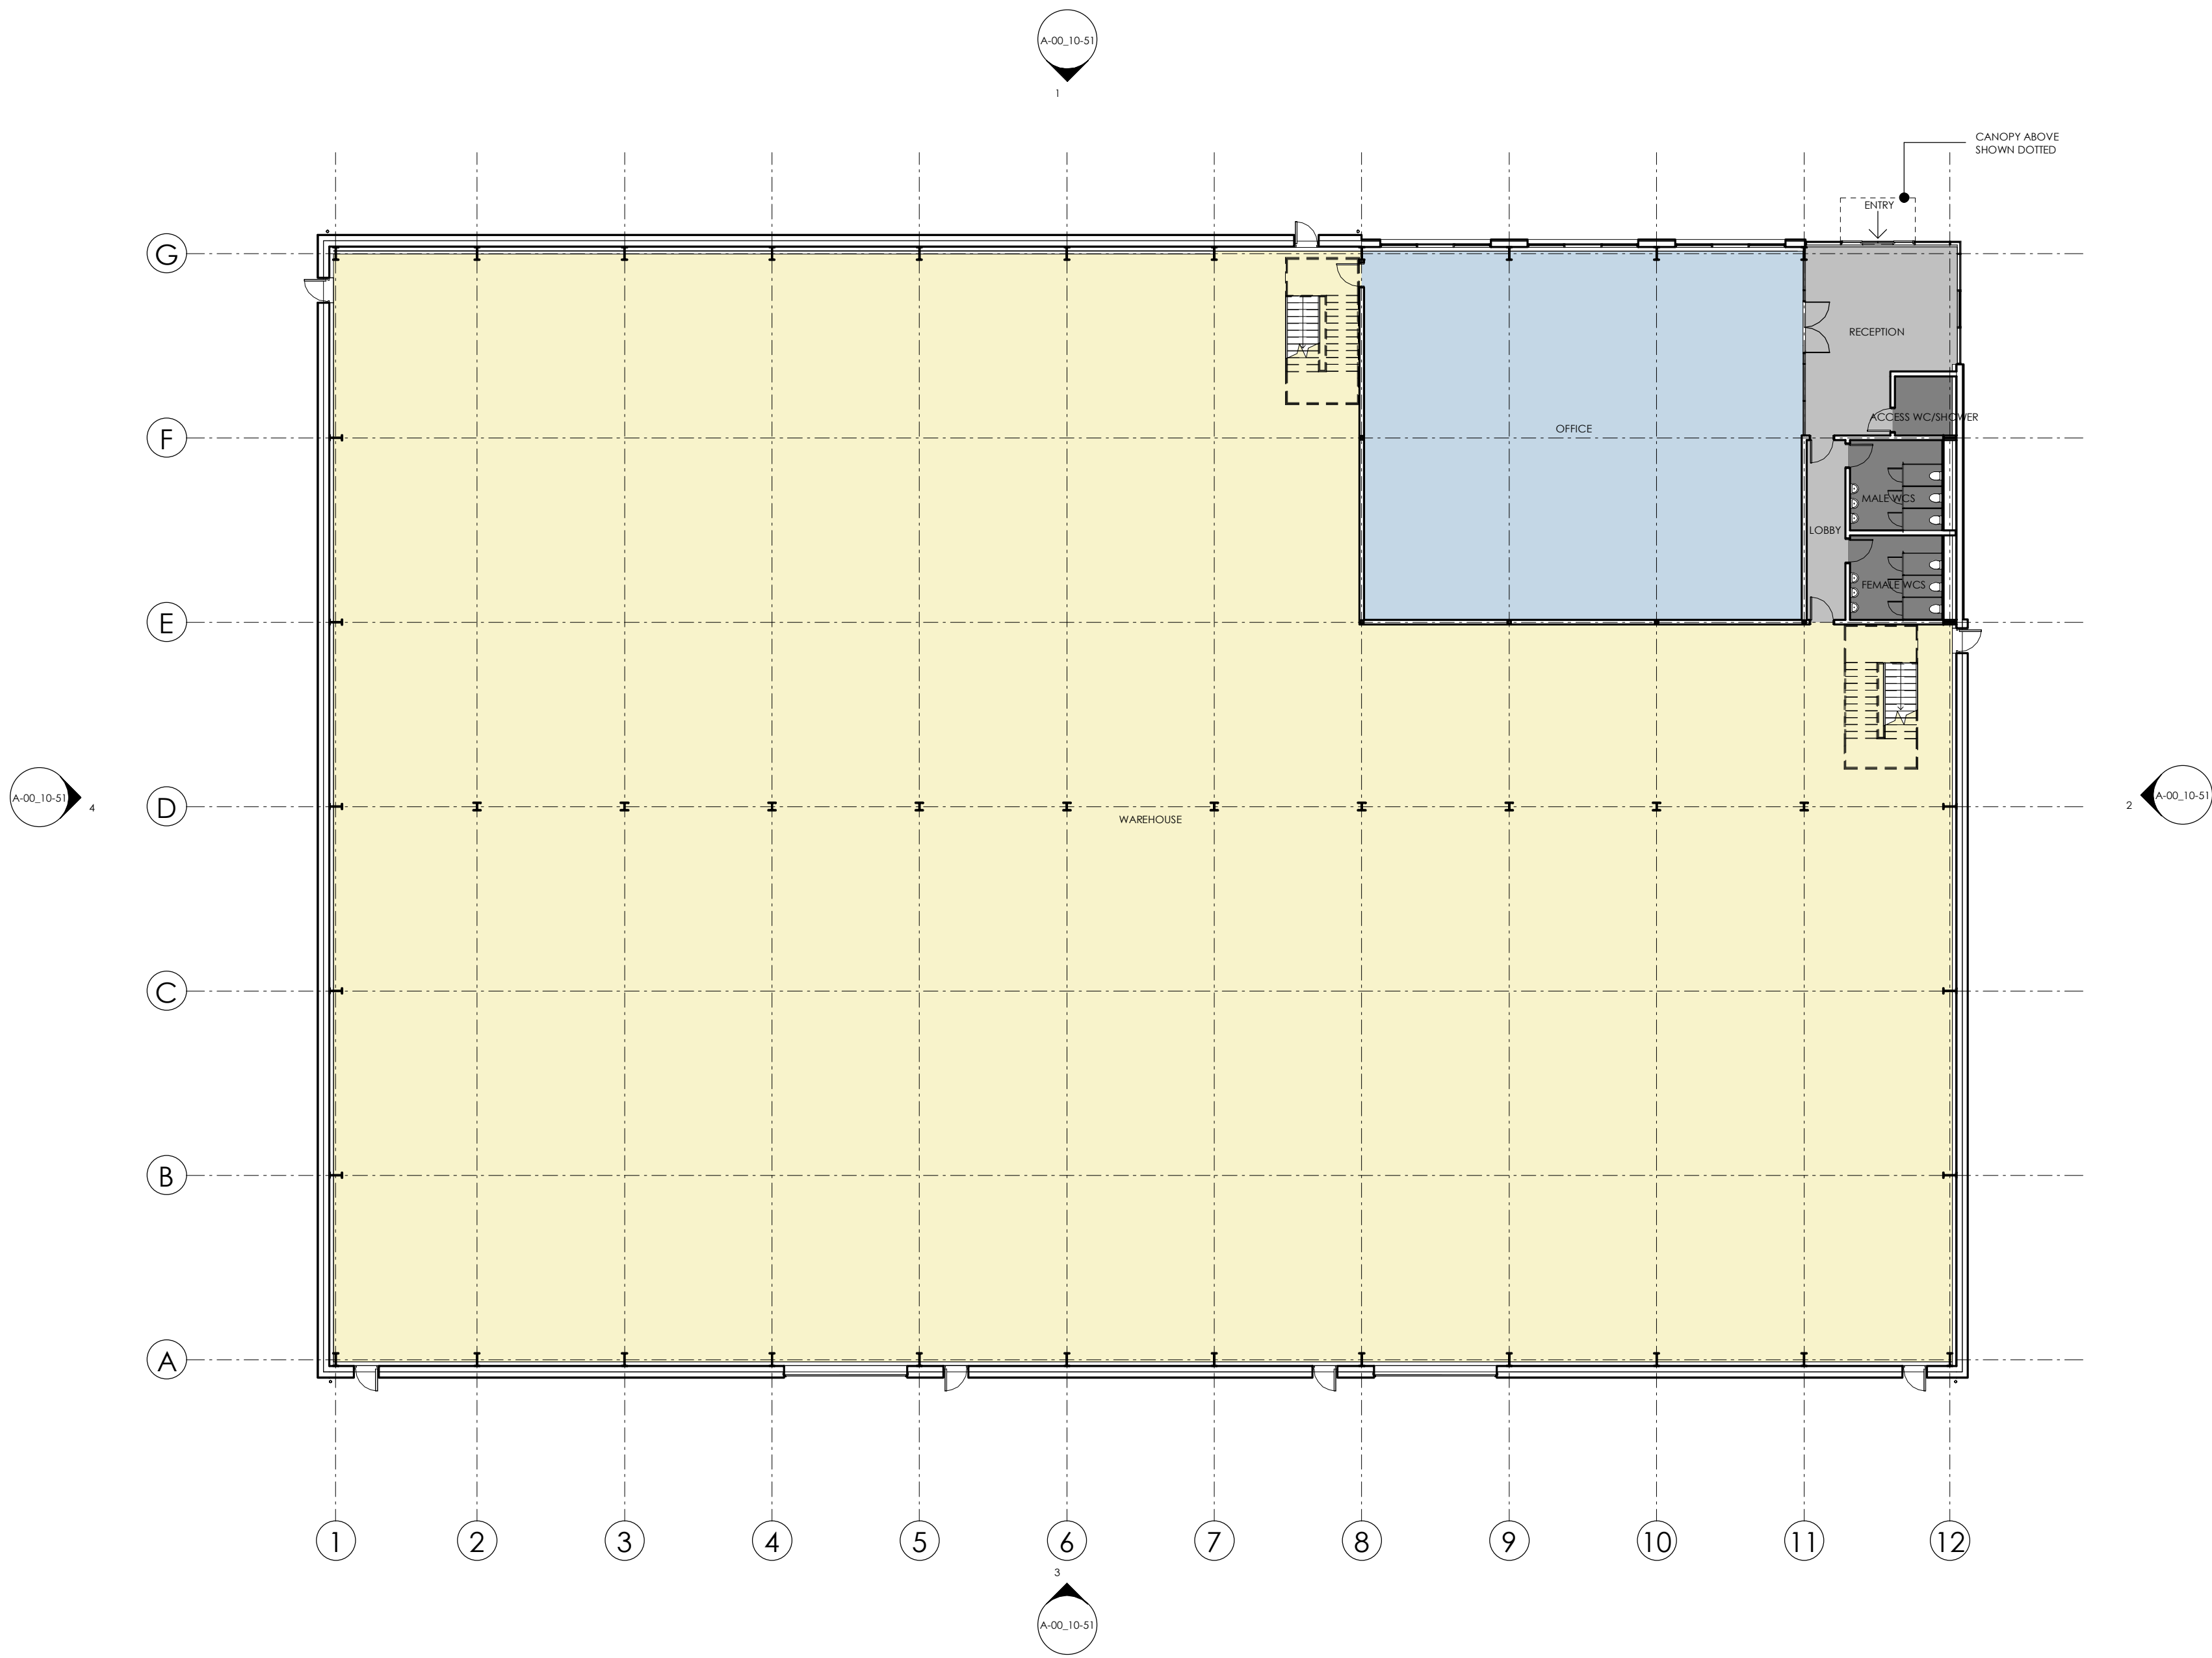 A-00_10-51
1
CANOPY ABOVE
SHOWN DOTTED
ENTRY
G
RECEPTION
ACCESS WC/SHOWER
F
OFFICE
MALE WCS
LOBBY
FEMALE WCS
E
A-00_10-51
4
D
WAREHOUSE
2
A-00_10-51
C
B
A
1
2
3
4
5
6
7
8
9
10
11
12
3
A-00_10-51